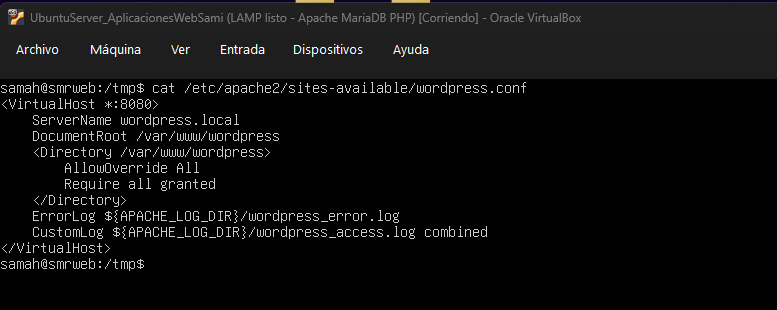 UbuntuServer_AplicacionesWebSami (LAMP listo - Apache MariaDB PHP) [Corriendo] - Oracle VirtualBox
Archivo Máquina Ver Entrada Dispositivos Ayuda
samah@smrweb:/tmp$ cat /etc/apache2/sites-available/wordpress.conf
<VirtualHost *:8080>
    ServerName wordpress.local
    DocumentRoot /var/www/wordpress
    <Directory /var/www/wordpress>
        AllowOverride All
        Require all granted
    </Directory>
    ErrorLog ${APACHE_LOG_DIR}/wordpress_error.log
    CustomLog ${APACHE_LOG_DIR}/wordpress_access.log combined
</VirtualHost>
samah@smrweb:/tmp$